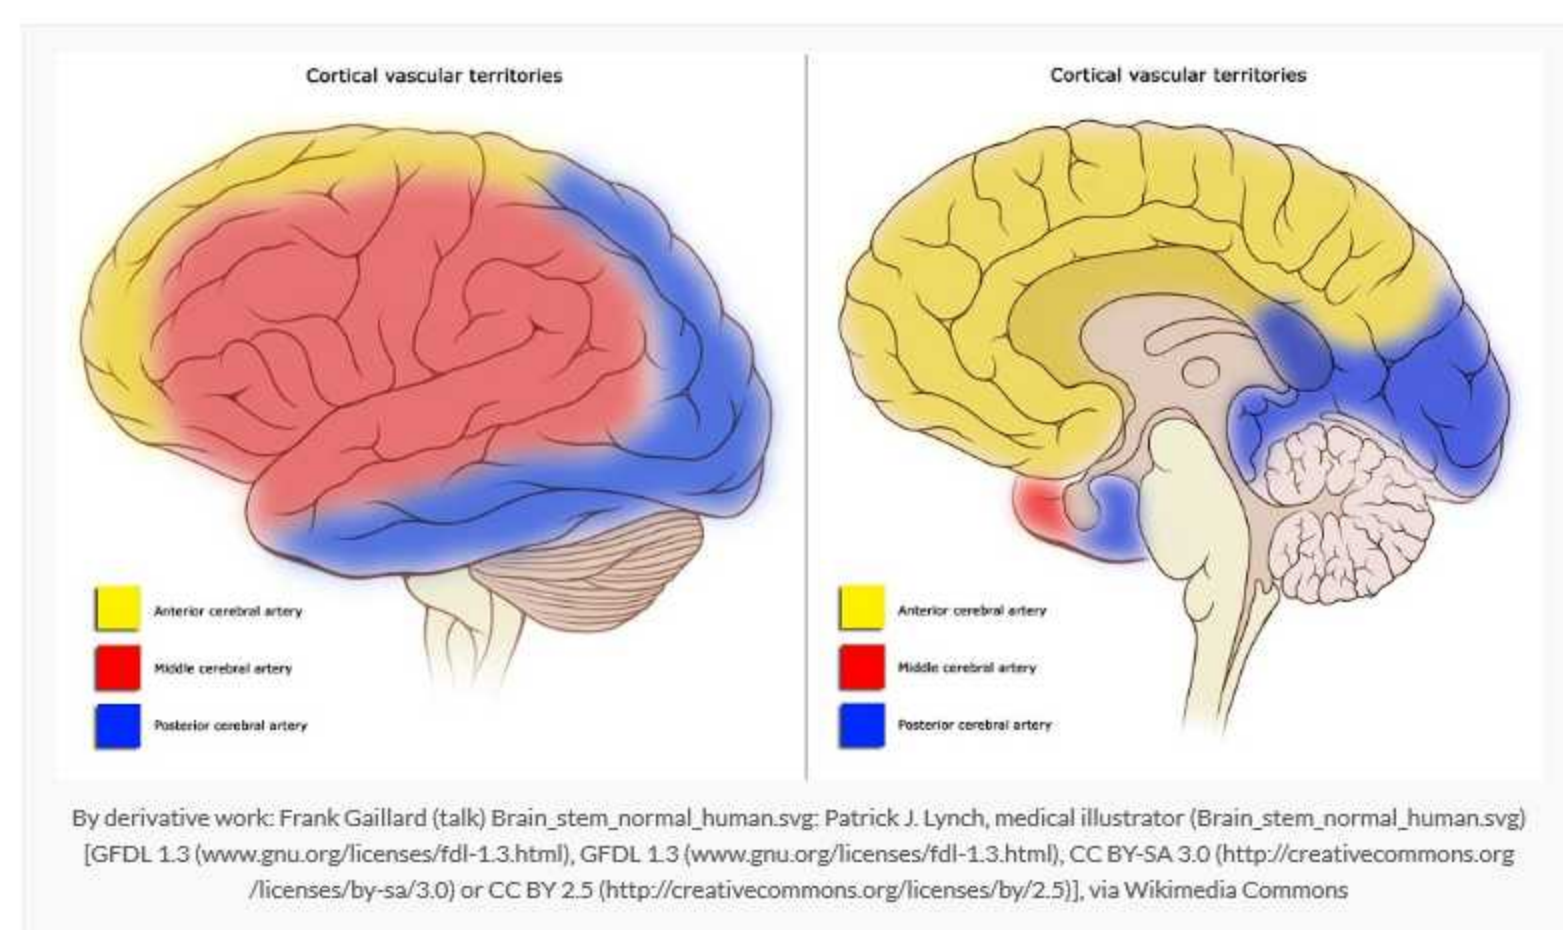 Cortical vascular territories
Anterior cerebral artery
Middle cerebral artery
Posterior cerebral artery
Cortical vascular territories
Anterior cerebral artery
Middle cerebral artery
Posterior cerebral artery
By derivative work: Frank Gaillard (talk) Brain_stem_normal_human.svg: Patrick J. Lynch, medical illustrator (Brain_stem_normal_human.svg)
[GFDL 1.3 (www.gnu.org/licenses/fdl-1.3.html), GFDL 1.3 (www.gnu.org/licenses/fdl-1.3.html), CC BY-SA 3.0 (http://creativecommons.org
/licenses/by-sa/3.0) or CC BY 2.5 (http://creativecommons.org/licenses/by/2.5)], via Wikimedia Commons